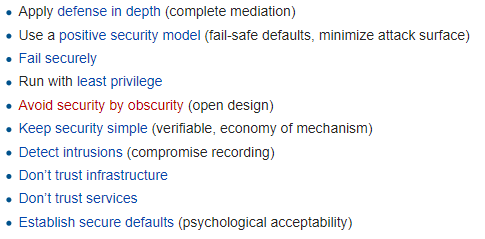 Apply defense in depth (complete mediation)
Use a positive security model (fail-safe defaults, minimize attack surface)
Fail securely
Run with least privilege
Avoid security by obscurity (open design)
Keep security simple (verifiable, economy of mechanism)
Detect intrusions (compromise recording)
Don’t trust infrastructure
Don’t trust services
Establish secure defaults (psychological acceptability)